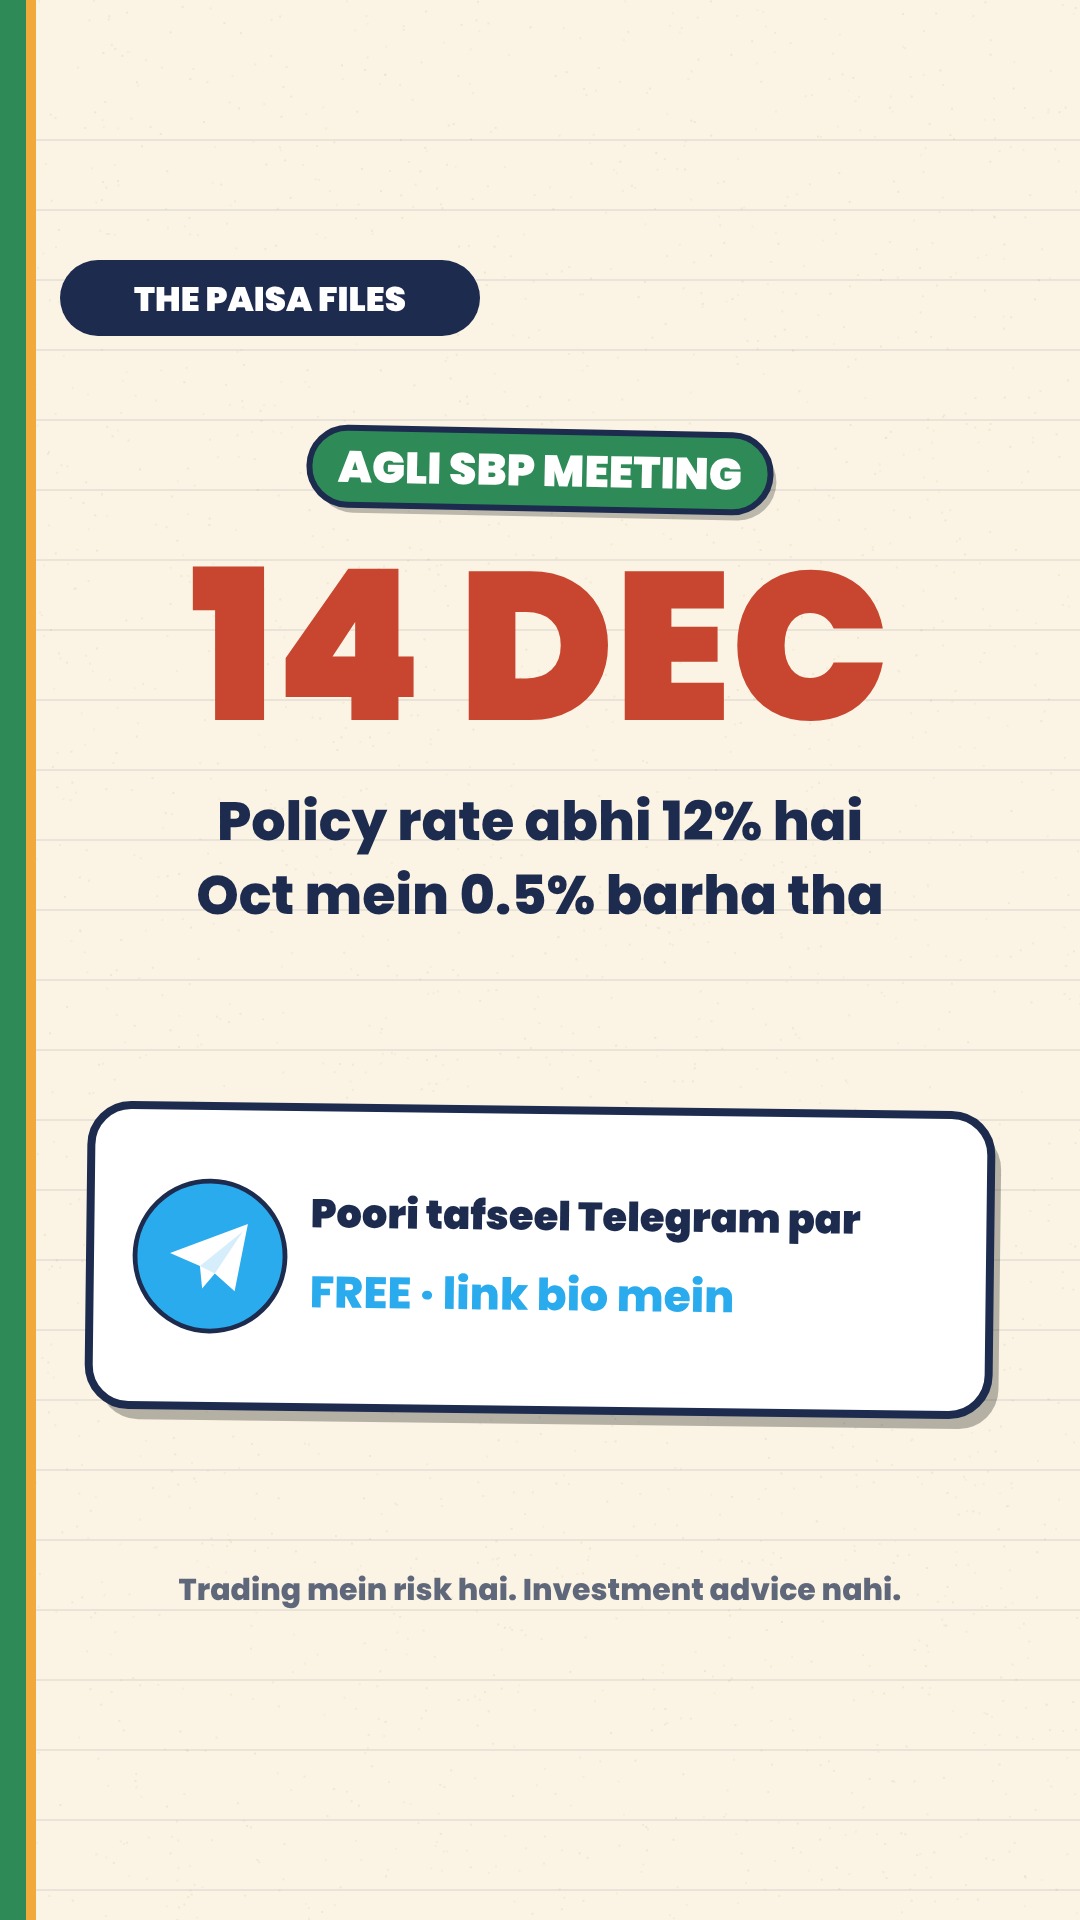 THE PAISA FILES
AGLI SBP MEETING
14 DEC
Policy rate abhi 12% hai
Oct mein 0.5% barha tha
Poori tafseel Telegram par
FREE · link bio mein
Trading mein risk hai. Investment advice nahi.